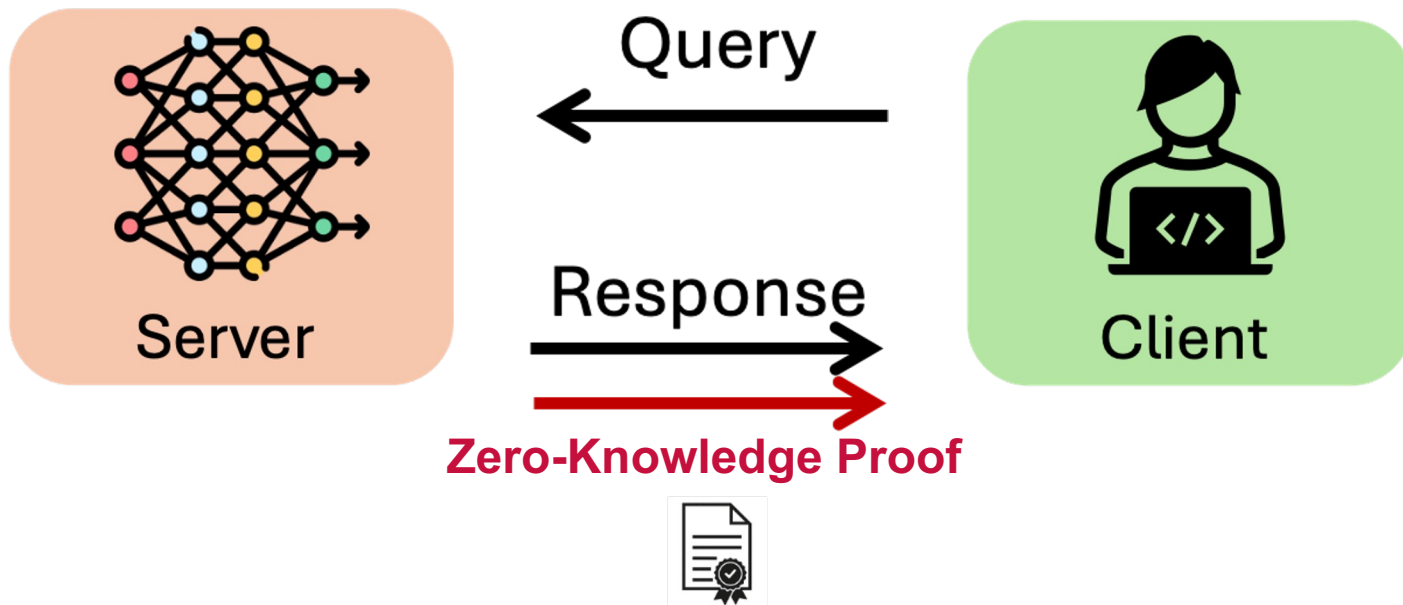 Query
Server
Response
Client
</>
Zero-Knowledge Proof